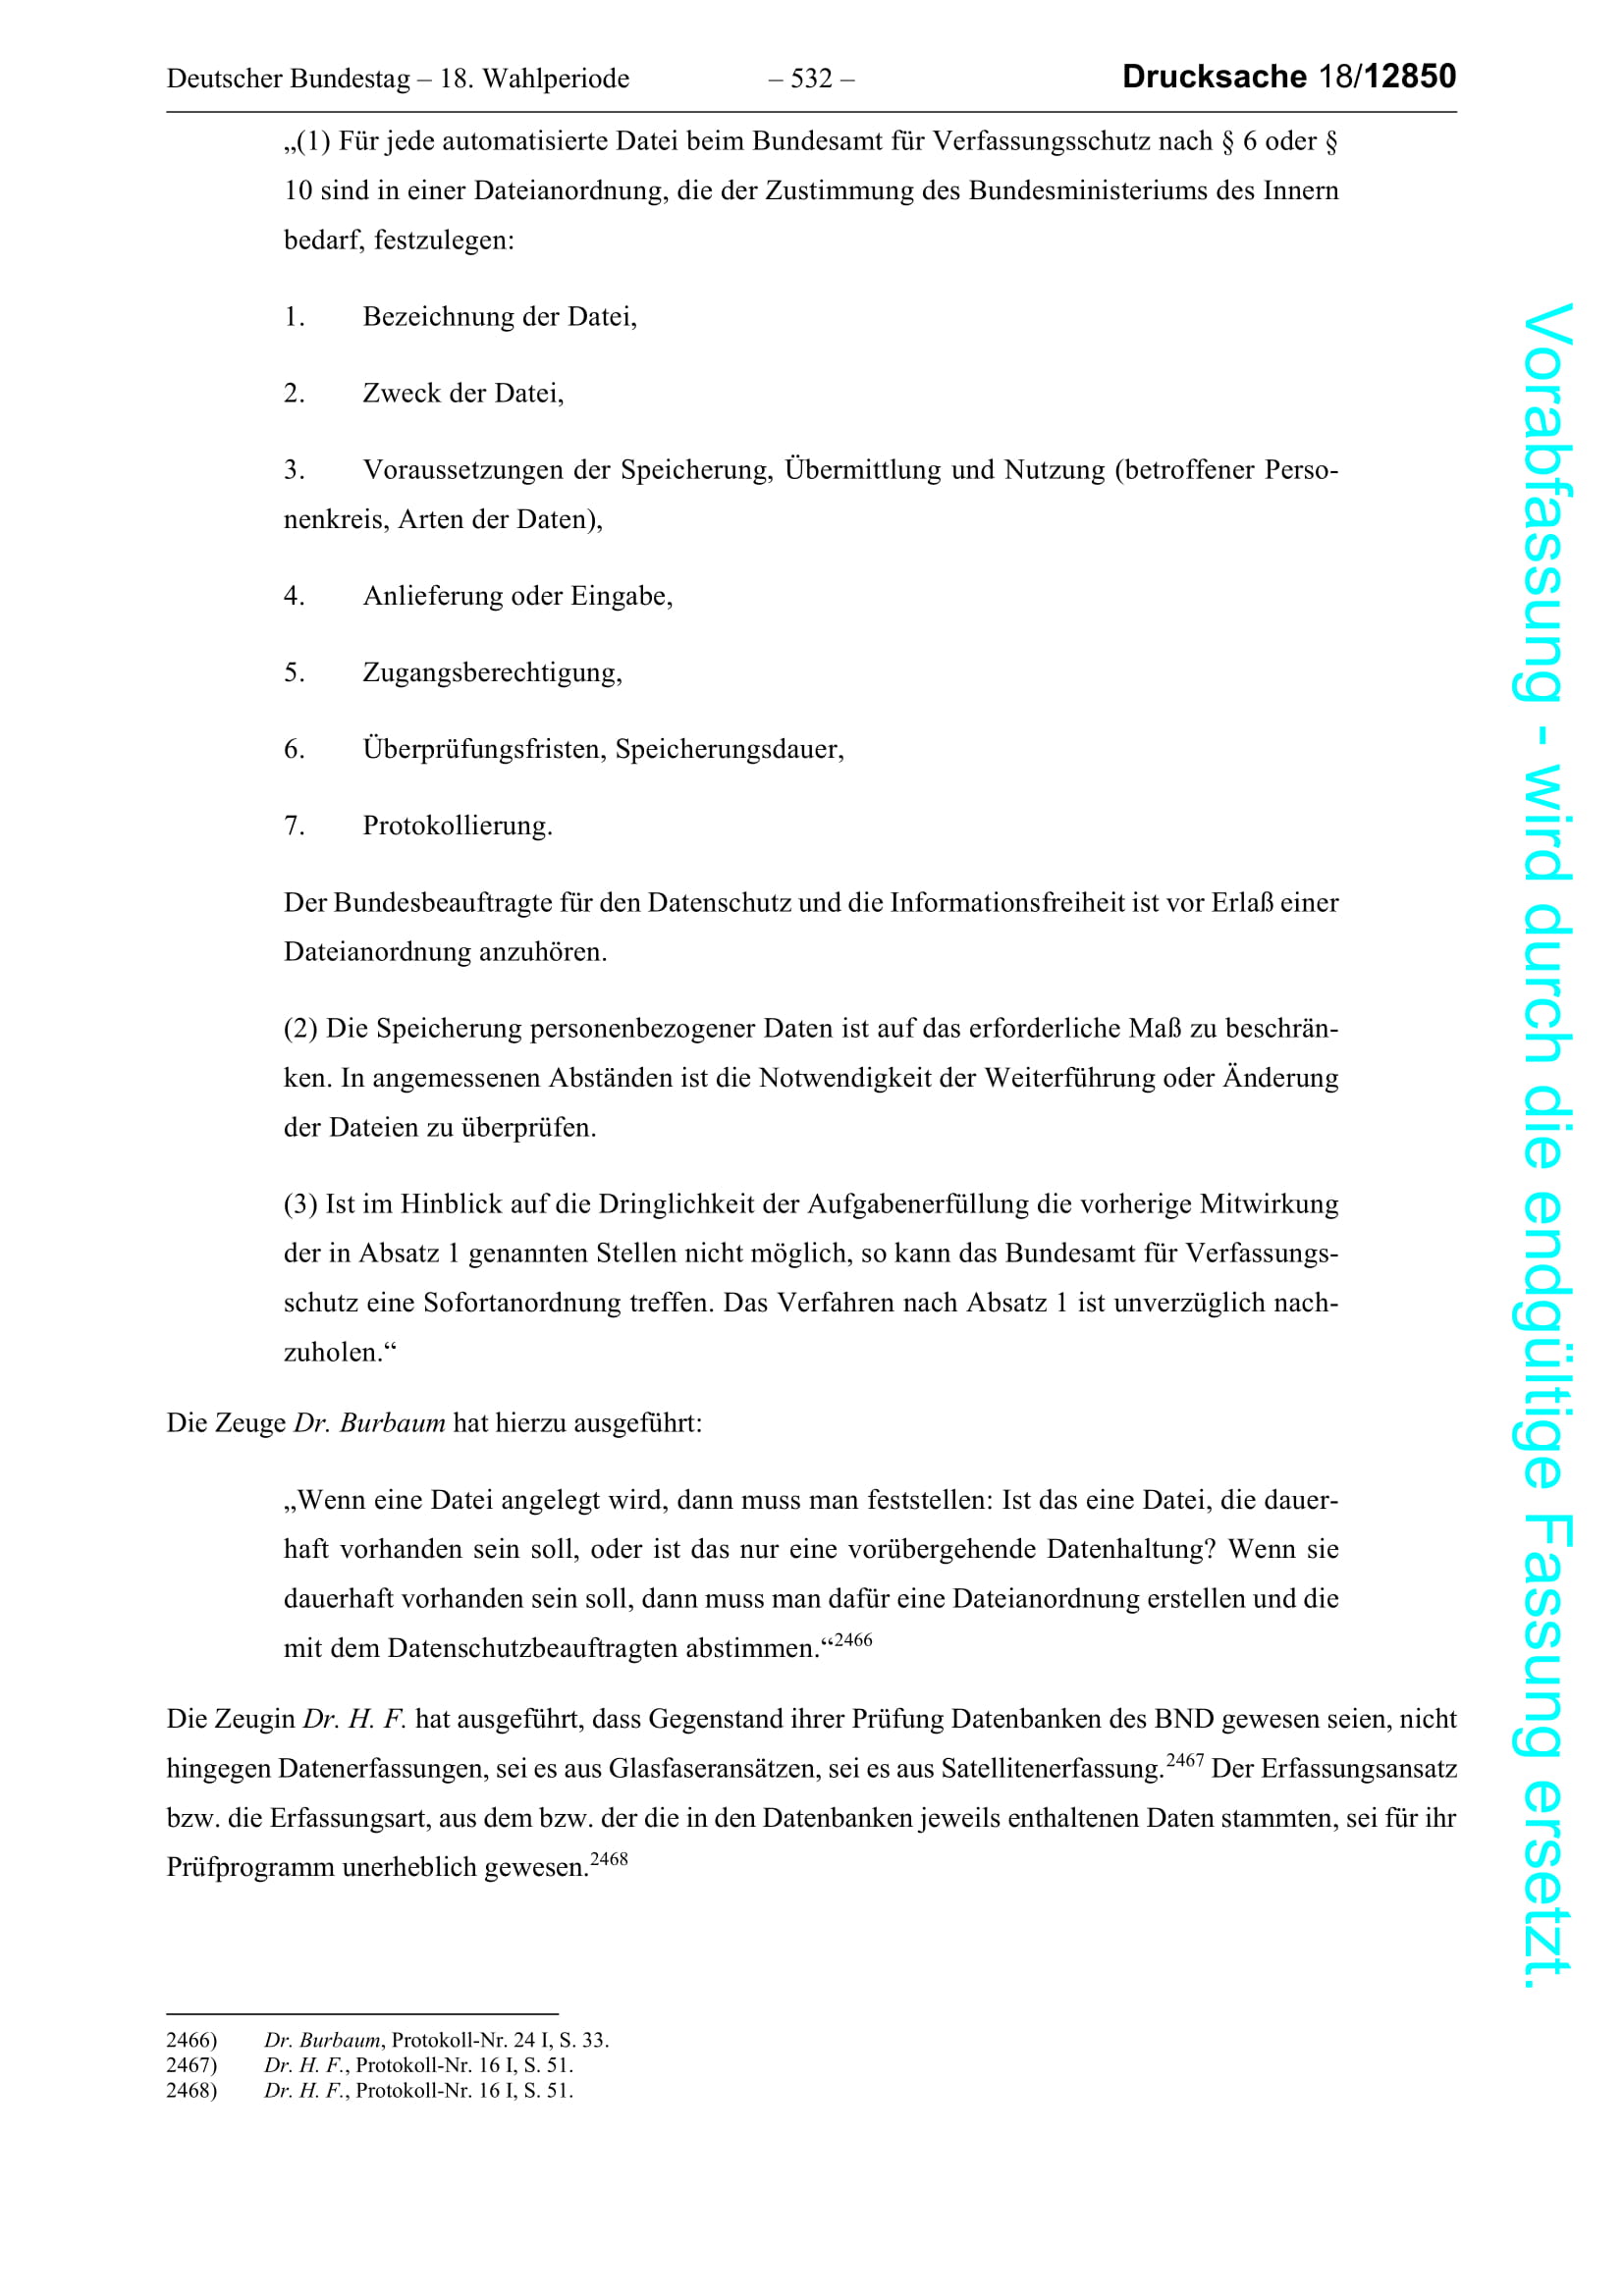 Deutscher Bundestag – 18. Wahlperiode – 532 – Drucksache 18/12850
„(1) Für jede automatisierte Datei beim Bundesamt für Verfassungsschutz nach § 6 oder §
10 sind in einer Dateianordnung, die der Zustimmung des Bundesministeriums des Innern
bedarf, festzulegen:
1. Bezeichnung der Datei,
2. Zweck der Datei,
3. Voraussetzungen der Speicherung, Übermittlung und Nutzung (betroffener Perso-
nenkreis, Arten der Daten),
4. Anlieferung oder Eingabe,
5. Zugangsberechtigung,
6. Überprüfungsfristen, Speicherungsdauer,
7. Protokollierung.
Der Bundesbeauftragte für den Datenschutz und die Informationsfreiheit ist vor Erlaß einer
Dateianordnung anzuhören.
(2) Die Speicherung personenbezogener Daten ist auf das erforderliche Maß zu beschrän-
ken. In angemessenen Abständen ist die Notwendigkeit der Weiterführung oder Änderung
der Dateien zu überprüfen.
(3) Ist im Hinblick auf die Dringlichkeit der Aufgabenerfüllung die vorherige Mitwirkung
der in Absatz 1 genannten Stellen nicht möglich, so kann das Bundesamt für Verfassungs-
schutz eine Sofortanordnung treffen. Das Verfahren nach Absatz 1 ist unverzüglich nach-
zuholen.“
Die Zeuge Dr. Burbaum hat hierzu ausgeführt:
„Wenn eine Datei angelegt wird, dann muss man feststellen: Ist das eine Datei, die dauer-
haft vorhanden sein soll, oder ist das nur eine vorübergehende Datenhaltung? Wenn sie
dauerhaft vorhanden sein soll, dann muss man dafür eine Dateianordnung erstellen und die
mit dem Datenschutzbeauftragten abstimmen.“2466
Die Zeugin Dr. H. F. hat ausgeführt, dass Gegenstand ihrer Prüfung Datenbanken des BND gewesen seien, nicht
hingegen Datenerfassungen, sei es aus Glasfaseransätzen, sei es aus Satellitenerfassung.2467 Der Erfassungsansatz
bzw. die Erfassungsart, aus dem bzw. der die in den Datenbanken jeweils enthaltenen Daten stammten, sei für ihr
Prüfprogramm unerheblich gewesen.2468
2466) Dr. Burbaum, Protokoll-Nr. 24 I, S. 33.
2467) Dr. H. F., Protokoll-Nr. 16 I, S. 51.
2468) Dr. H. F., Protokoll-Nr. 16 I, S. 51.
Vorabfassung - wird durch die endgültige Fassung ersetzt.